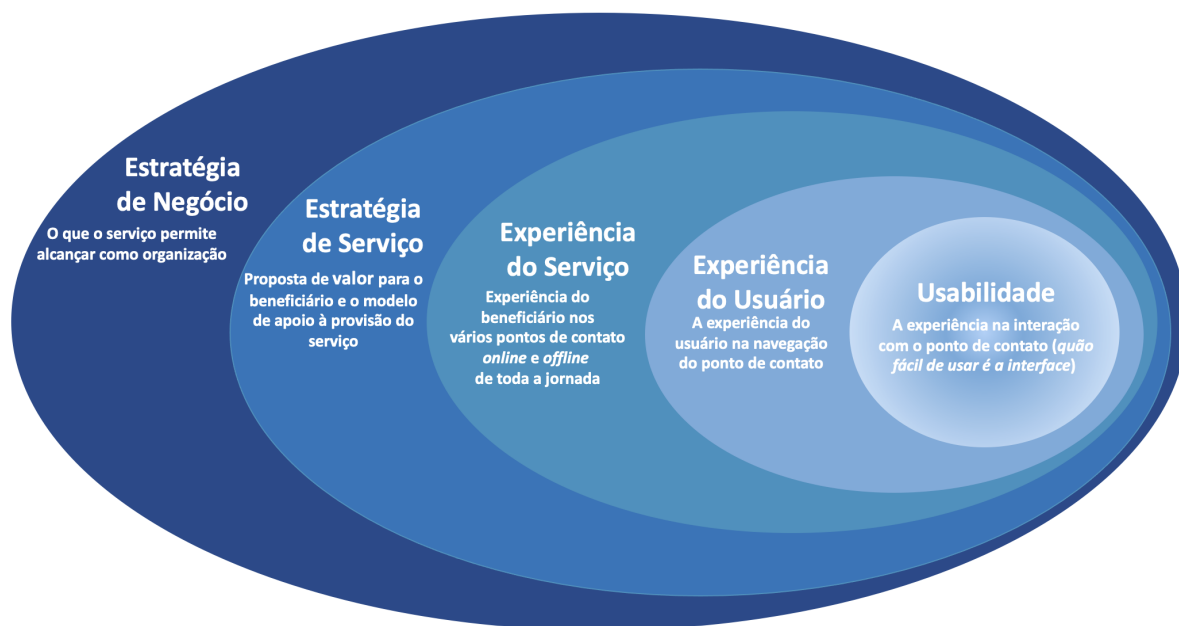 Estratégia
de Negócio
O que o serviço permite
alcançar como organização
Estratégia
de Serviço
Proposta de valor para o
beneficiário e o modelo
de apoio à provisão do
serviço
Experiência
do Serviço
Experiência do
beneficiário nos
vários pontos de contato
online e offline
de toda a jornada
Experiência
do Usuário
A experiência do
usuário na navegação
do ponto de contato
Usabilidade
A experiência na interação
com o ponto de contato (quão
fácil de usar é a interface)